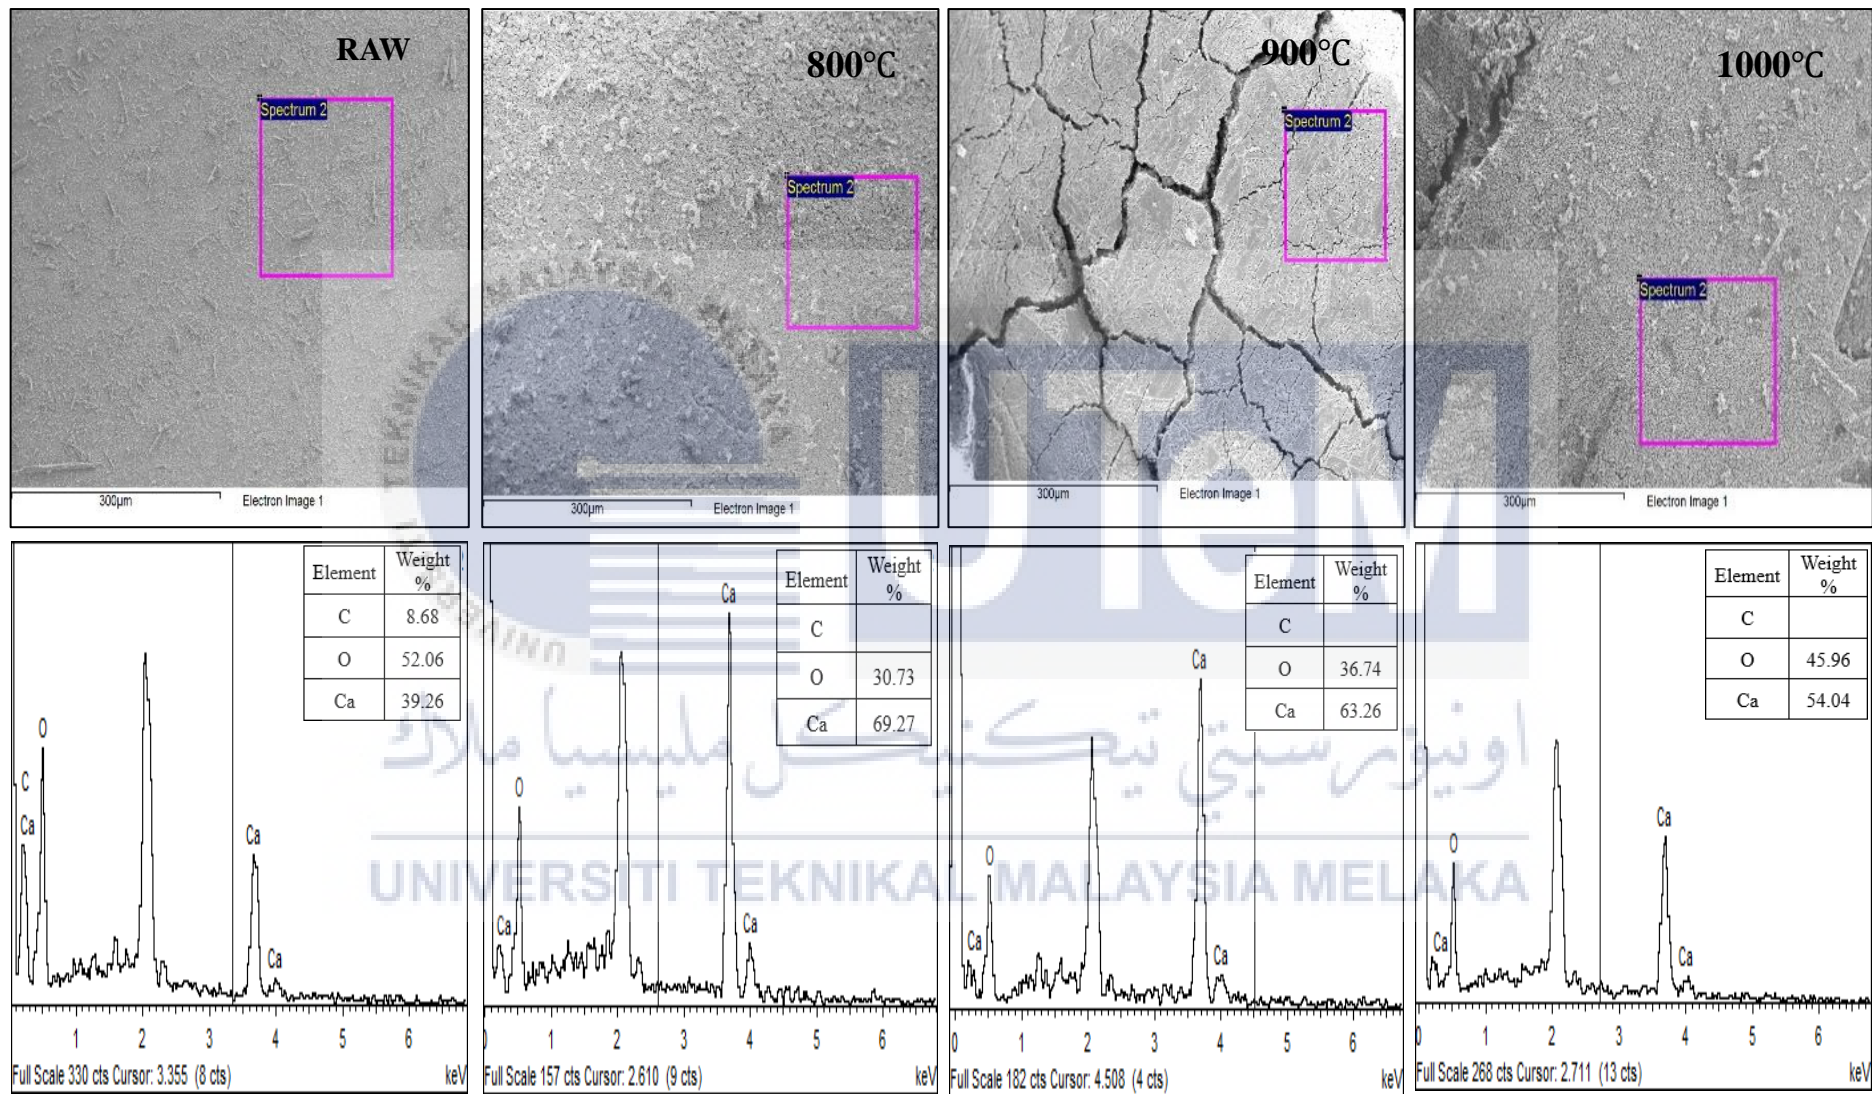 RAW
Spectrum 2
300µm Electron Image 1
800℃
Spectrum 2
300µm Electron Image 1
900℃
Spectrum 2
300µm Electron Image 1
1000℃
Spectrum 2
300µm Electron Image 1
Element Weight %
C 8.68
O 52.06
Ca 39.26
O
C
Ca
Ca
Ca
1 2 3 4 5 6
Full Scale 330 cts Cursor: 3.355 (8 cts) keV
Element Weight %
C
O 30.73
Ca 69.27
Ca
O
Ca
Ca
0 1 2 3 4 5 6
Full Scale 157 cts Cursor: 2.610 (9 cts) keV
Element Weight %
C
O 36.74
Ca 63.26
Ca
O
Ca
Ca
0 1 2 3 4 5 6
Full Scale 182 cts Cursor: 4.508 (4 cts) keV
Element Weight %
C
O 45.96
Ca 54.04
Ca
O
Ca
Ca
0 1 2 3 4 5 6
Full Scale 268 cts Cursor: 2.711 (13 cts) keV
UTeM
اونيۏرسيتي تيكنيكل مليسيا ملاك
UNIVERSITI TEKNIKAL MALAYSIA MELAKA